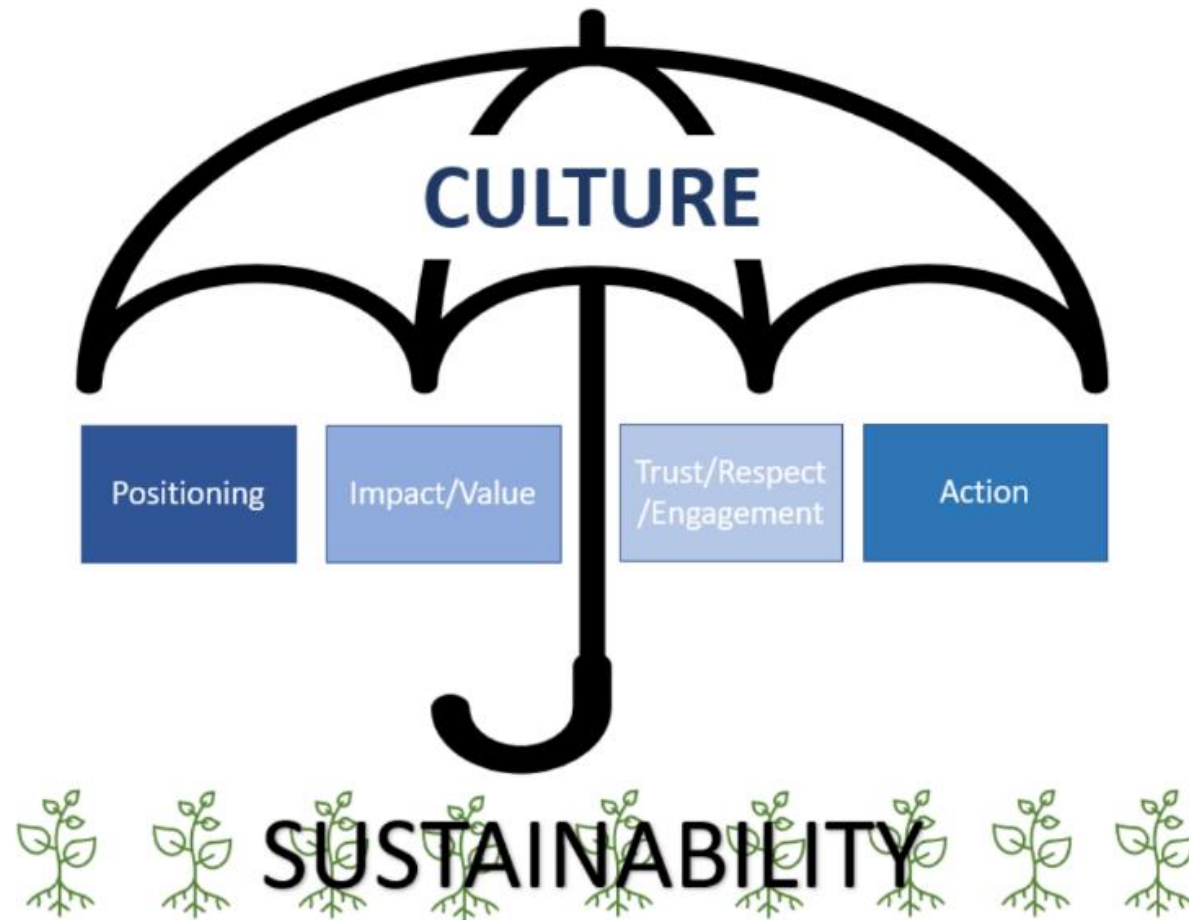 CULTURE
Positioning
Impact/Value
Trust/Respect
/Engagement
Action
SUSTAINABILITY